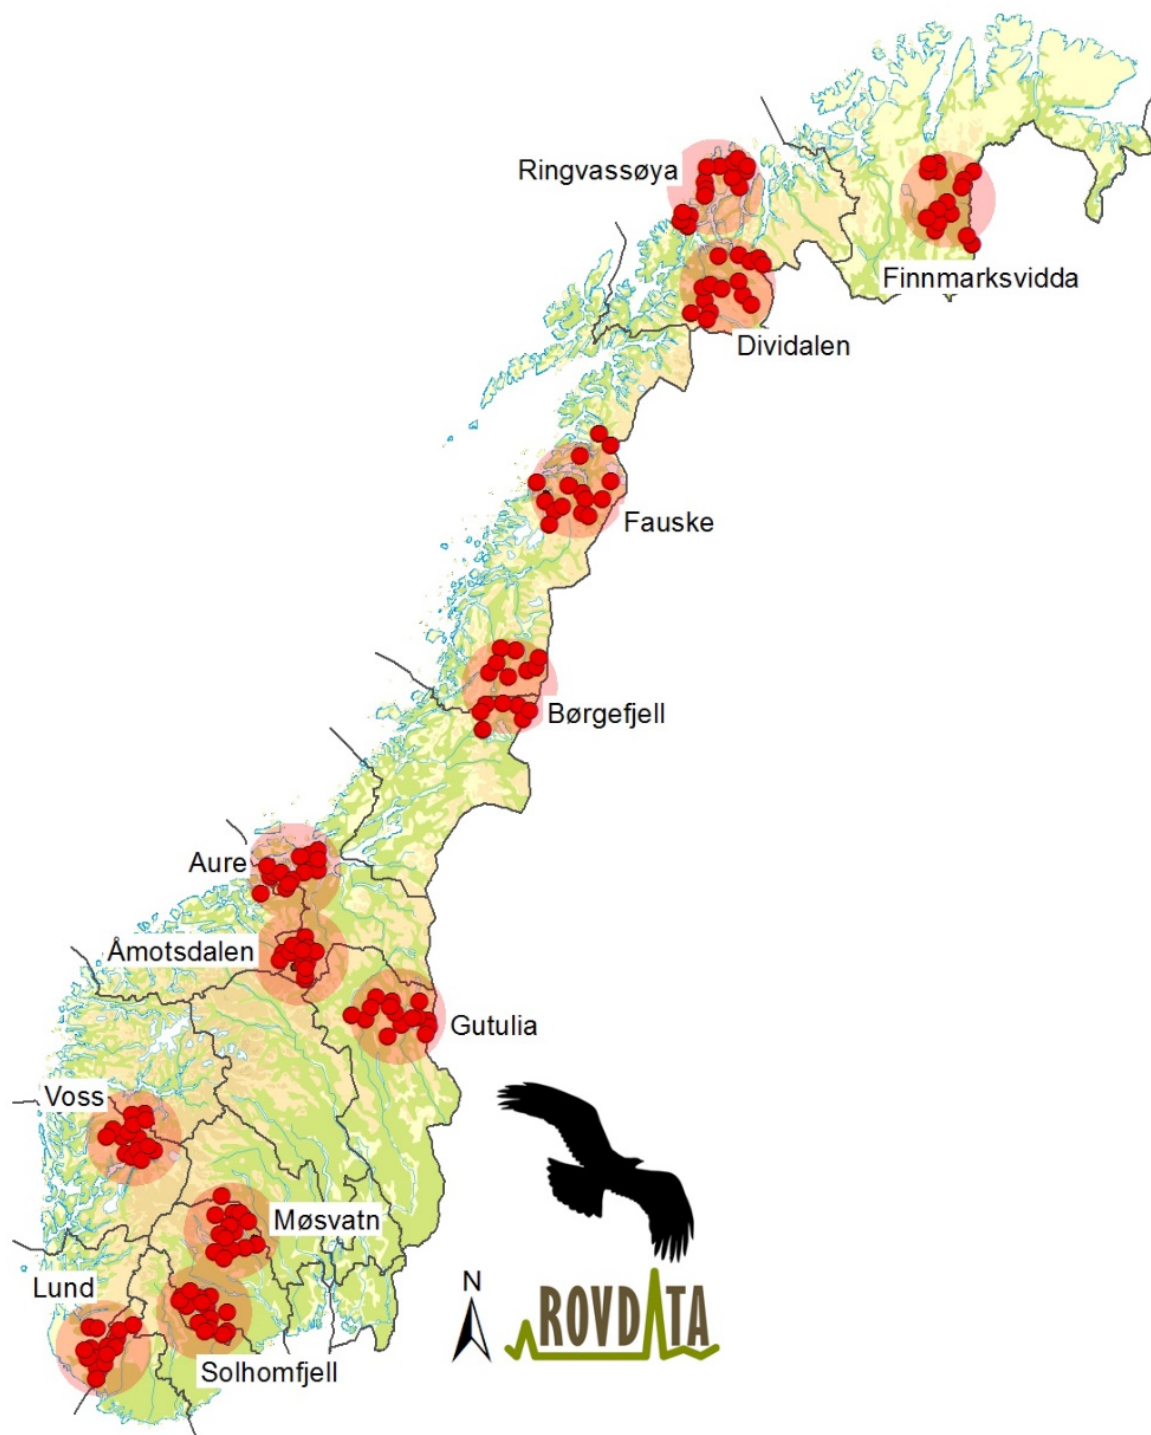 Ringvassøya
Finnmarksvidda
Dividalen
Fauske
Børgefjell
Aure
Åmotsdalen
Gutulia
Voss
Møsvatn
Lund
Solhomfjell
N
ROVDATA